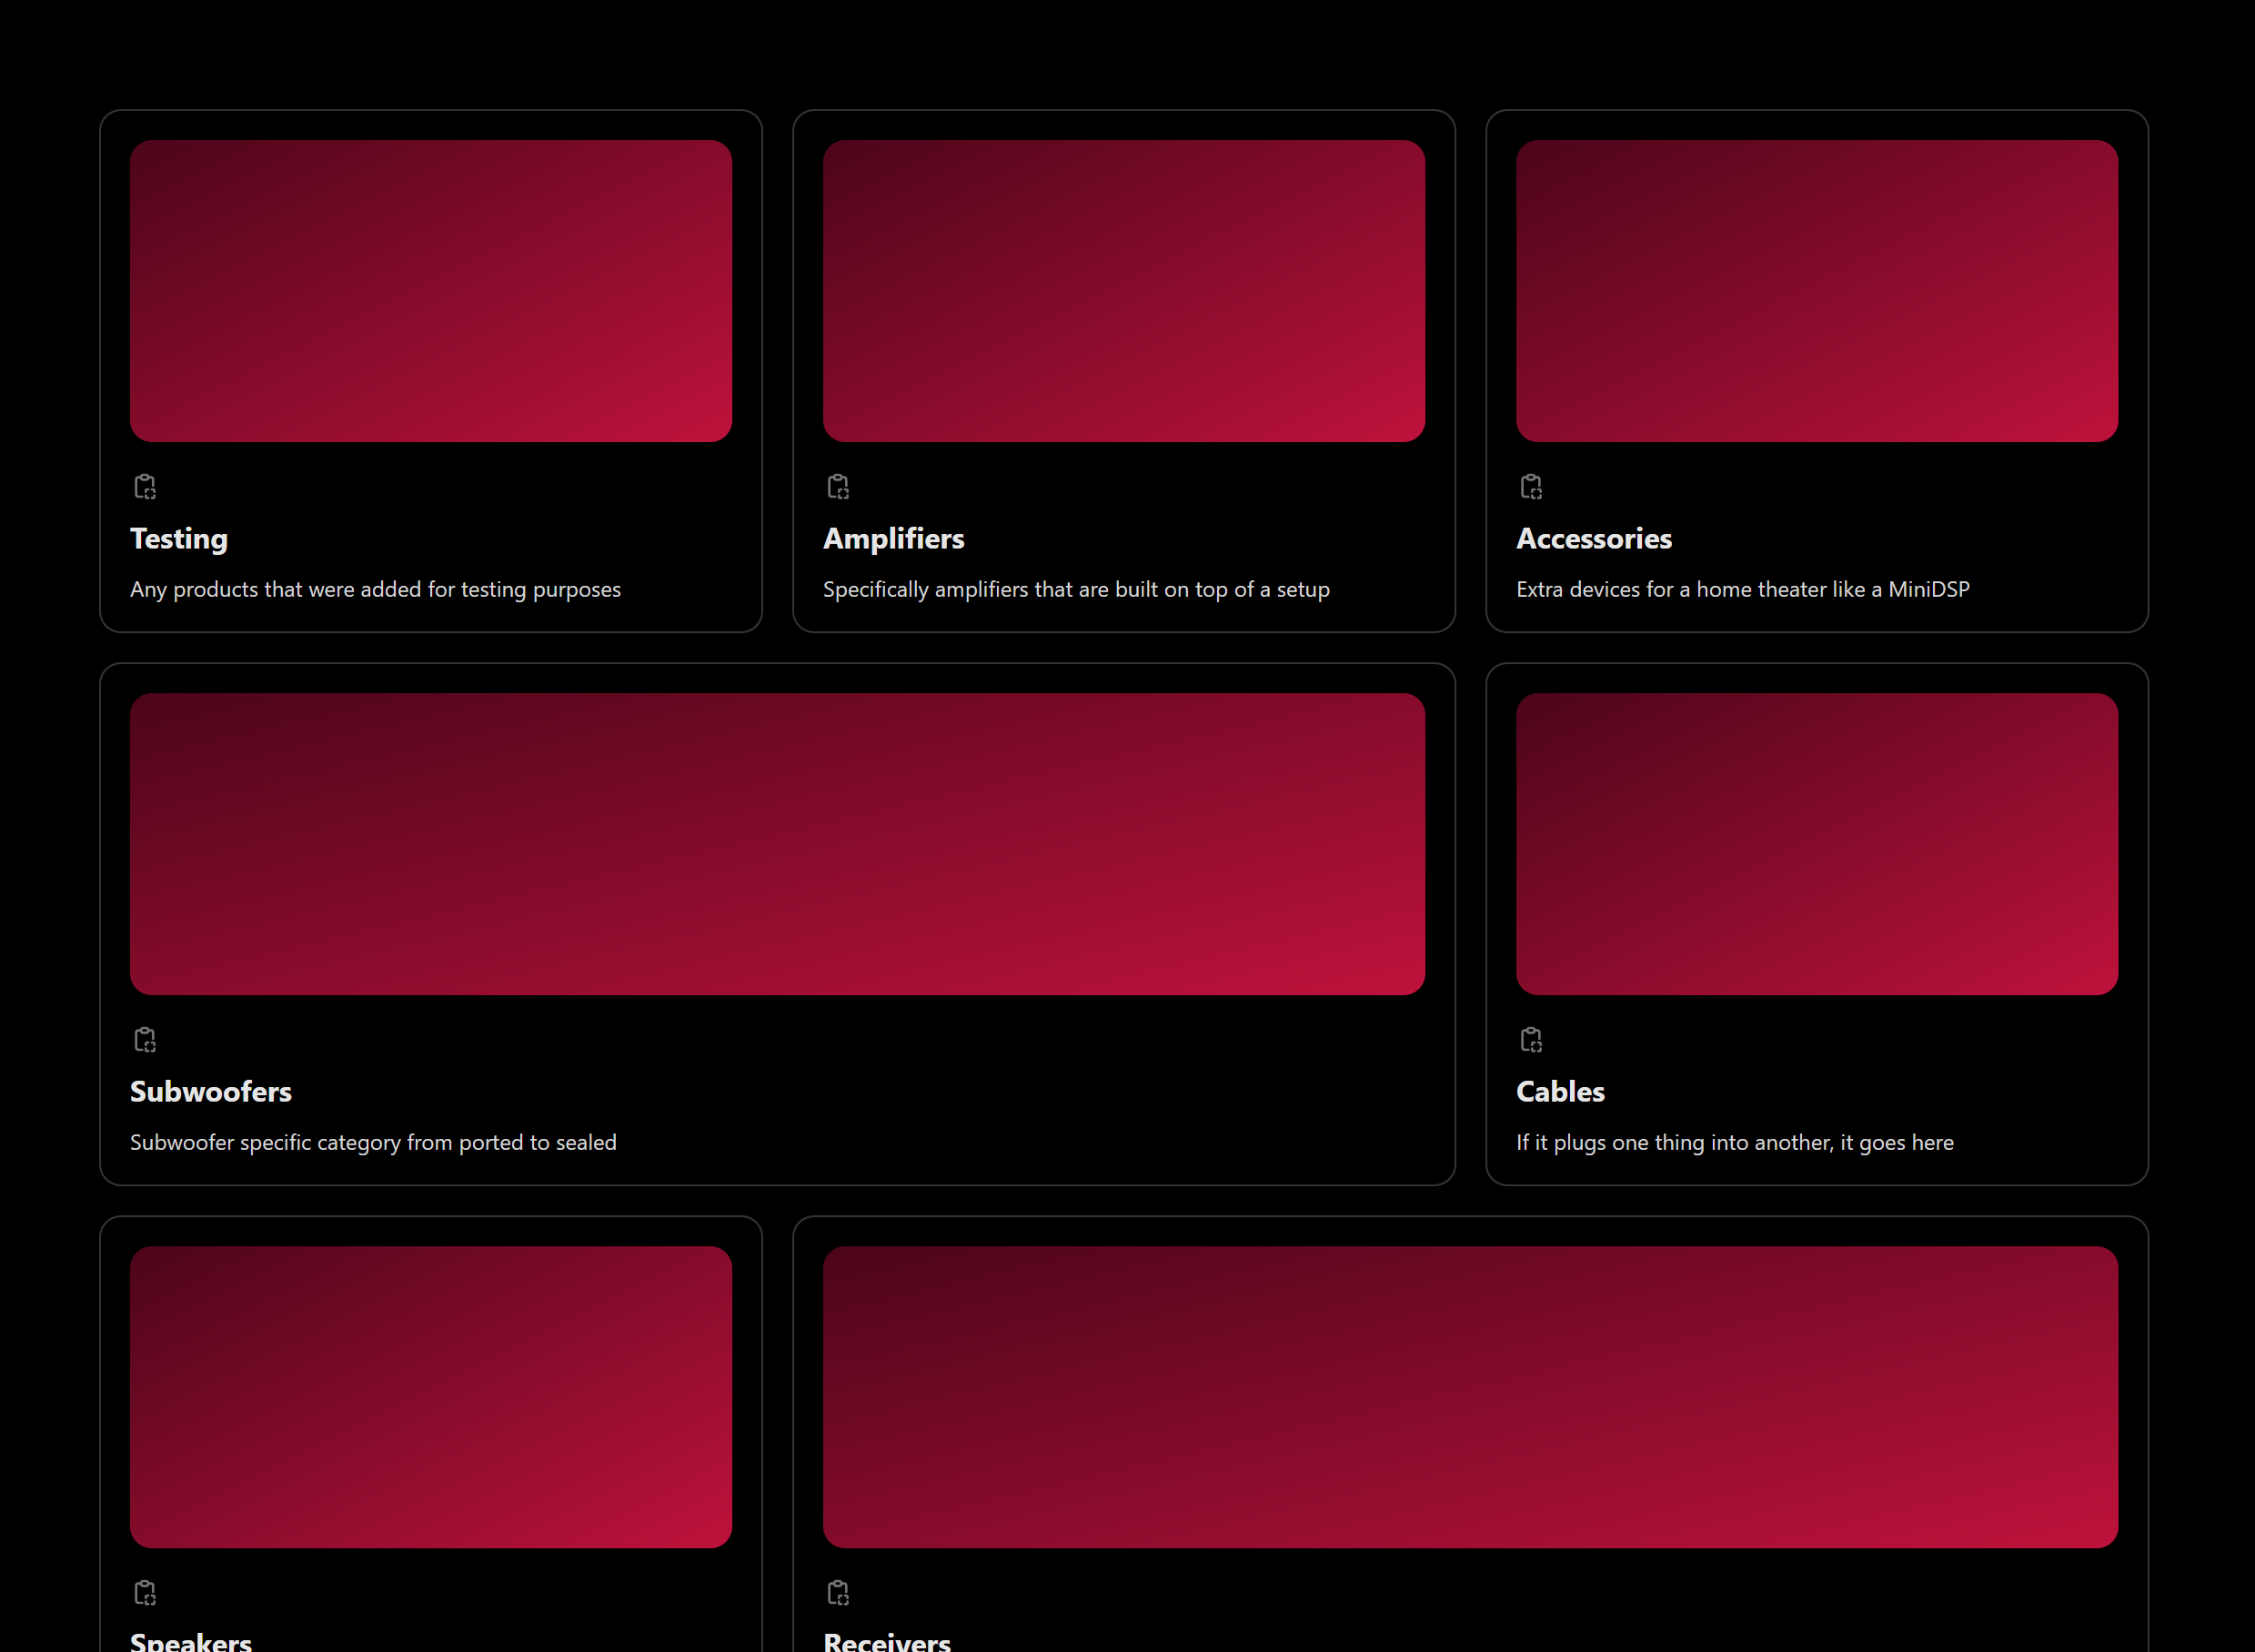 Testing
Any products that were added for testing purposes
Amplifiers
Specifically amplifiers that are built on top of a setup
Accessories
Extra devices for a home theater like a MiniDSP
Subwoofers
Subwoofer specific category from ported to sealed
Cables
If it plugs one thing into another, it goes here
Speakers
Receivers